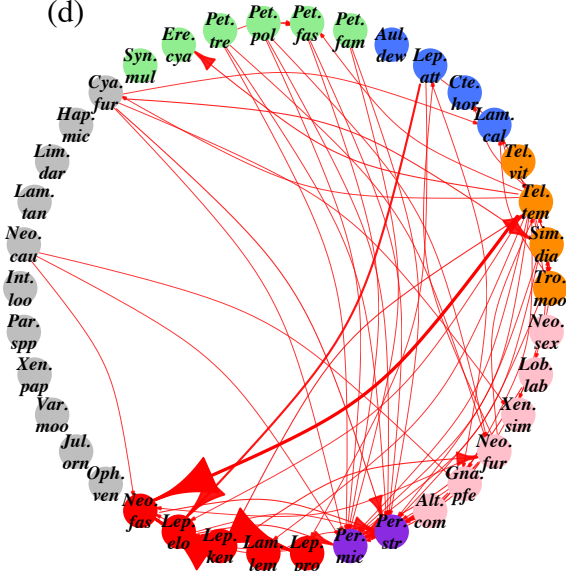 (d)
Pet.
fam
Aul.
dew
Lep.
att
Cte.
hor
Lam.
cal
Tel.
vit
Tel.
tem
Sim.
dia
Tro.
moo
Neo.
sex
Lob.
lab
Xen.
sim
Neo.
fur
Gna.
pfe
Alt.
com
Per.
str
Per.
mic
Lep.
pro
Lam.
lem
Lep.
ken
Lep.
elo
Neo.
fas
Oph.
ven
Jul.
orn
Var.
moo
Xen.
pap
Par.
spp
Int.
loo
Neo.
cau
Lam.
tan
Lim.
dar
Hap.
mic
Cya.
fur
Syn.
mul
Ere.
cya
Pet.
tre
Pet.
pol
Pet.
fas